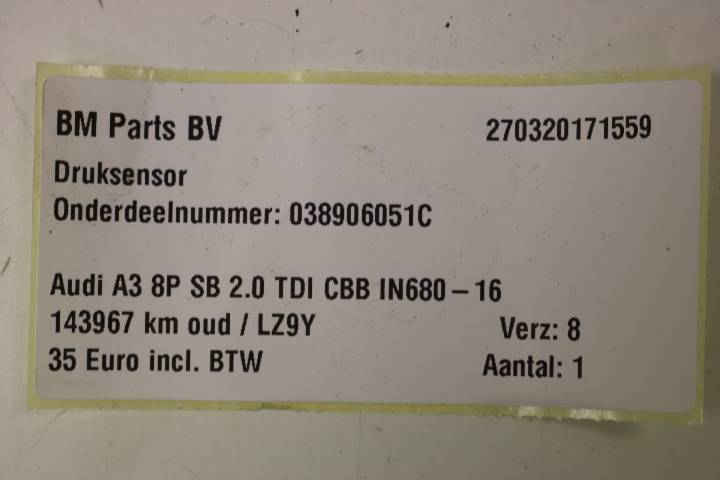 BM Parts BV 270320171559
Druksensor
Onderdeelnummer: 038906051C
Audi A3 8P SB 2.0 TDI CBB IN680 – 16
143967 km oud / LZ9Y Verz: 8
35 Euro incl. BTW Aantal: 1